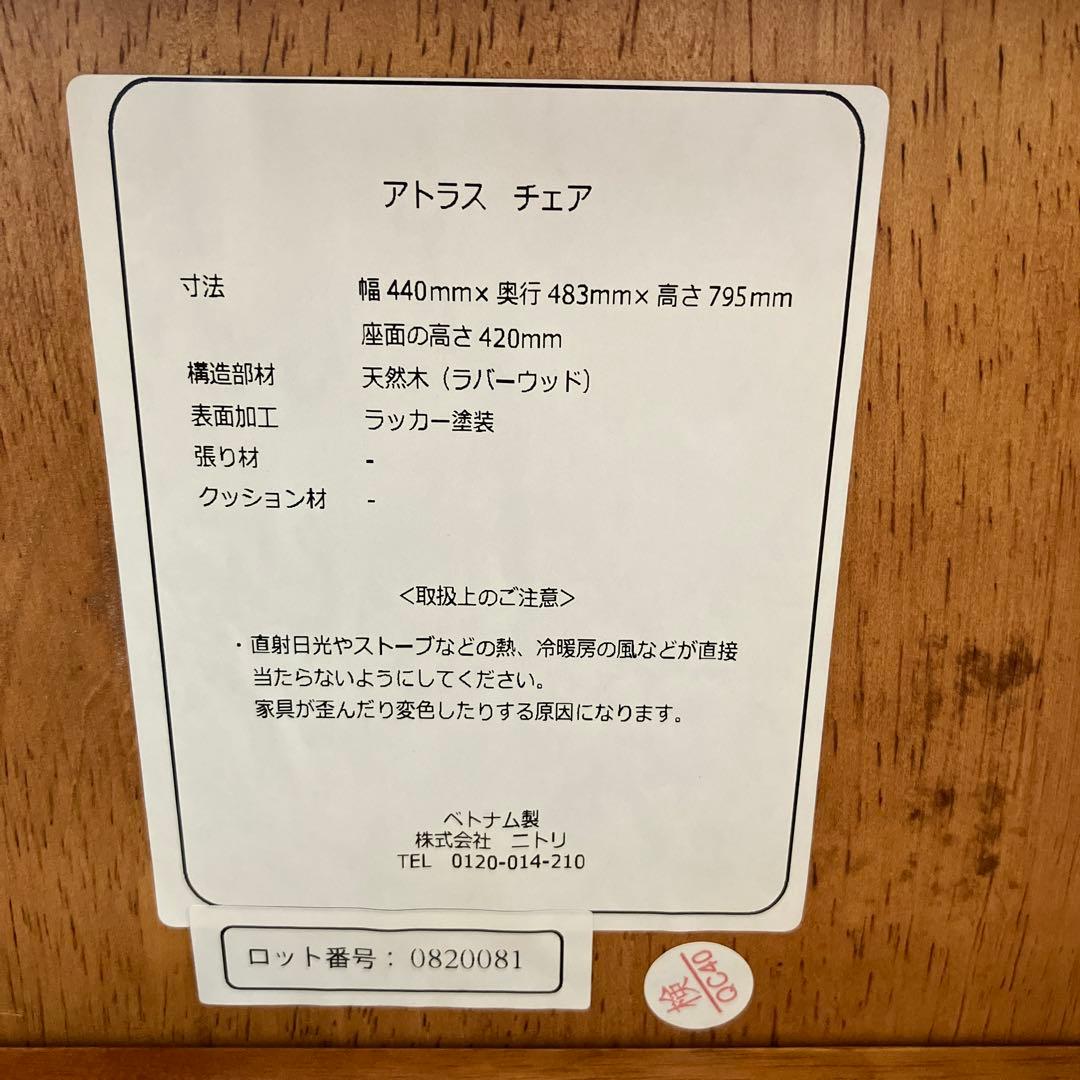 アトラス　チェア
寸法　幅 440mm× 奥行 483mm× 高さ 795mm
座面の高さ 420mm
構造部材　天然木（ラバーウッド）
表面加工　ラッカー塗装
張り材　-
クッション材　-
＜取扱上のご注意＞
・直射日光やストーブなどの熱、冷暖房の風などが直接
当たらないようにしてください。
家具が歪んだり変色したりする原因になります。
ベトナム製
株式会社　ニトリ
TEL　0120-014-210
ロット番号： 0820081
検
QC40